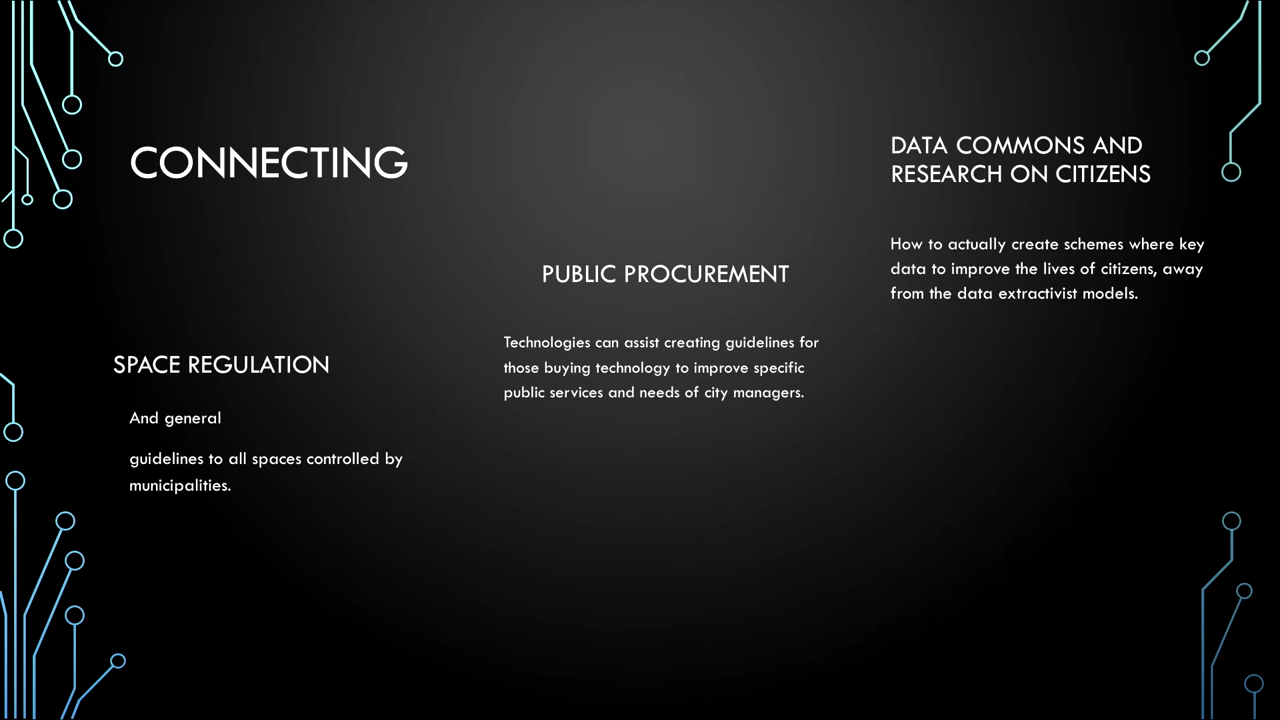 CONNECTING
SPACE REGULATION
And general
guidelines to all spaces controlled by
municipalities.
PUBLIC PROCUREMENT
Technologies can assist creating guidelines for
those buying technology to improve specific
public services and needs of city managers.
DATA COMMONS AND
RESEARCH ON CITIZENS
How to actually create schemes where key
data to improve the lives of citizens, away
from the data extractivist models.